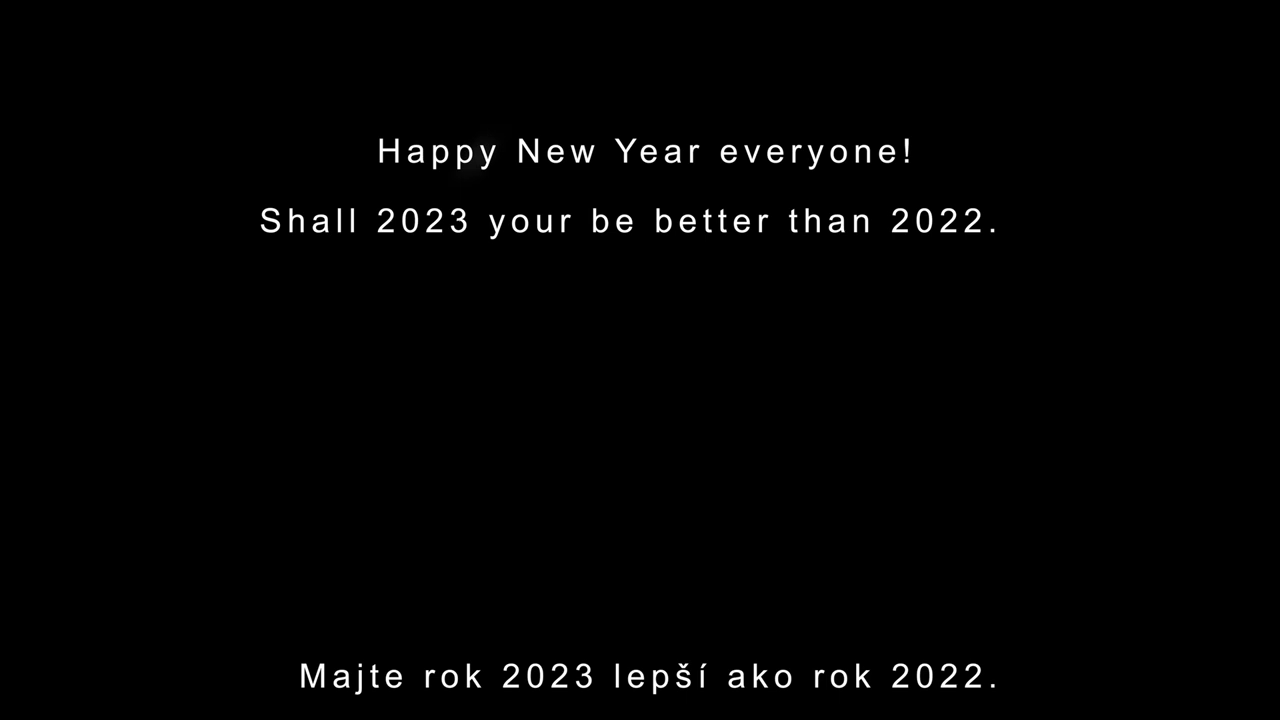 Happy New Year everyone!
Shall 2023 your be better than 2022.
Majte rok 2023 lepší ako rok 2022.